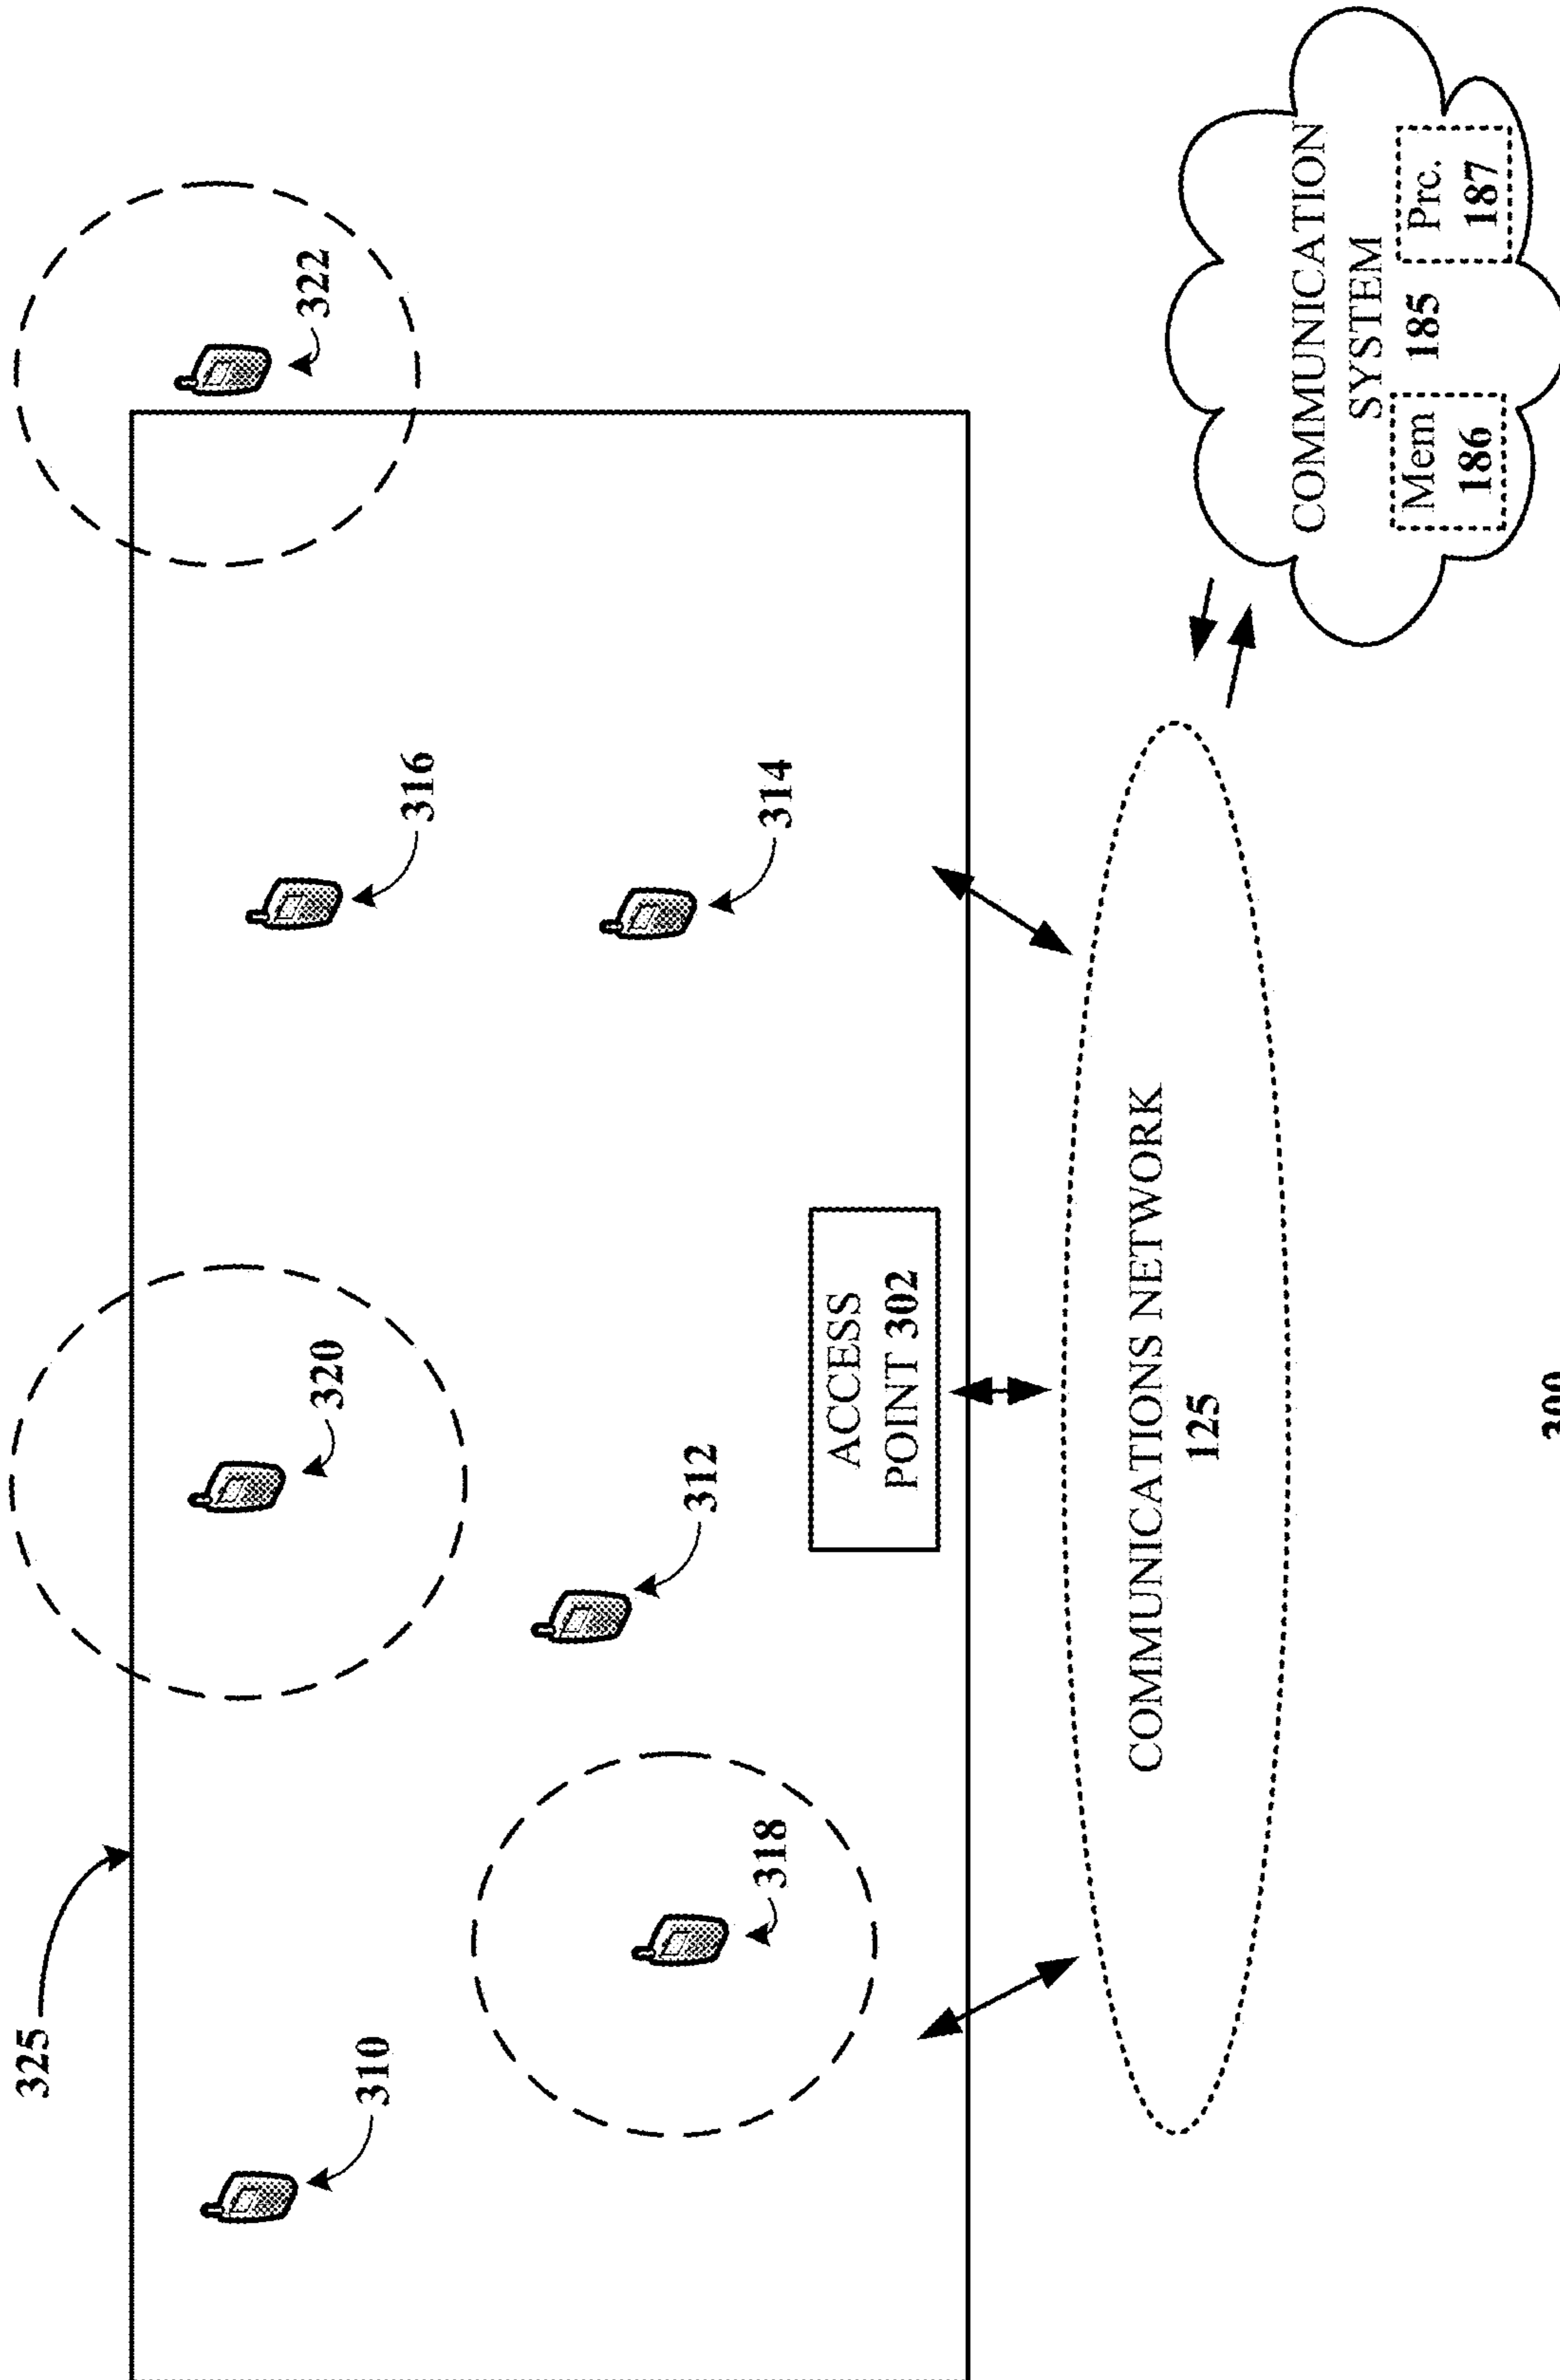 325
322
320
310
316
312
318
314
ACCESS
POINT 302
COMMUNICATIONS NETWORK
125
COMMUNICATION
SYSTEM
Mem 185 Prc.
186 187
300